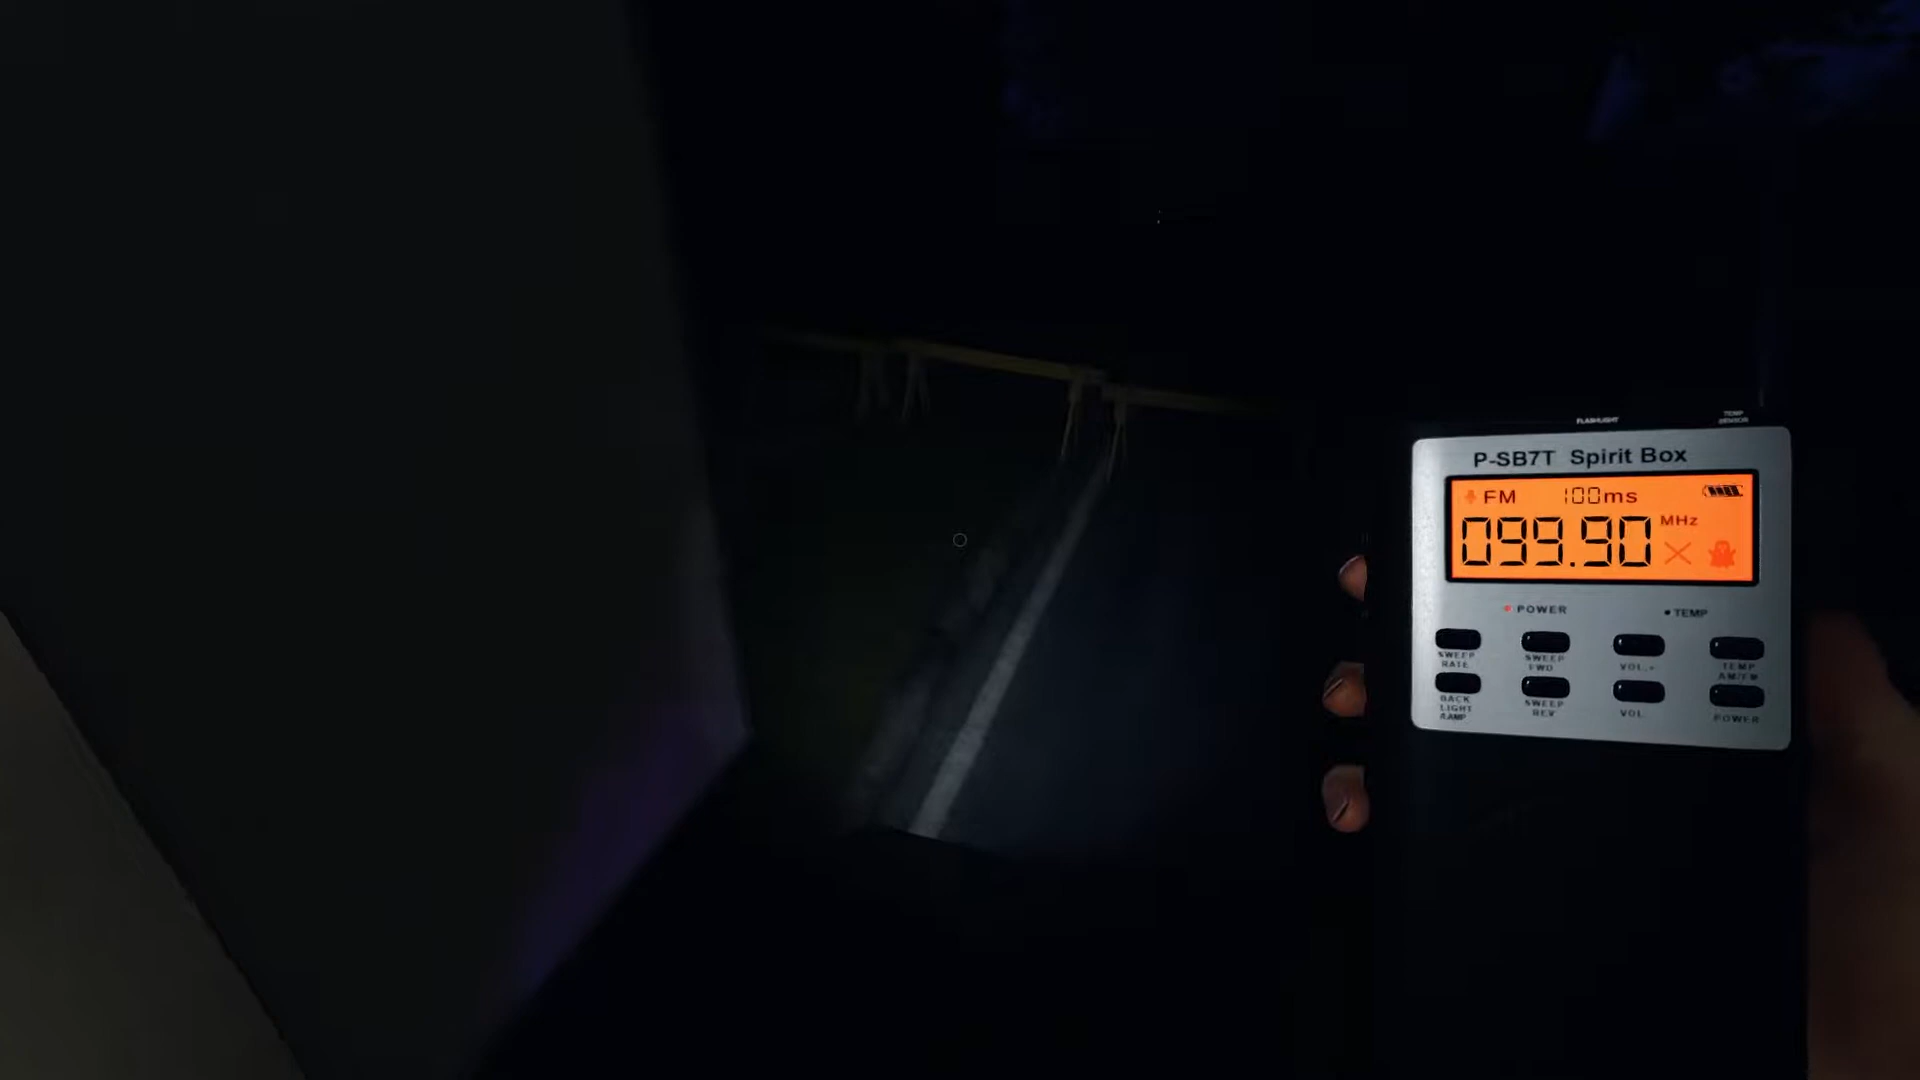 FLASHLIGHT
TEMP
SENSOR
P-SB7T Spirit Box
FM 100ms
099.90 MHz
POWER
TEMP
SWEEP
RATE
SWEEP
FWD
VOL.+
TEMP
AM/FM
BACK
LIGHT
SWEEP
REV
VOL
POWER